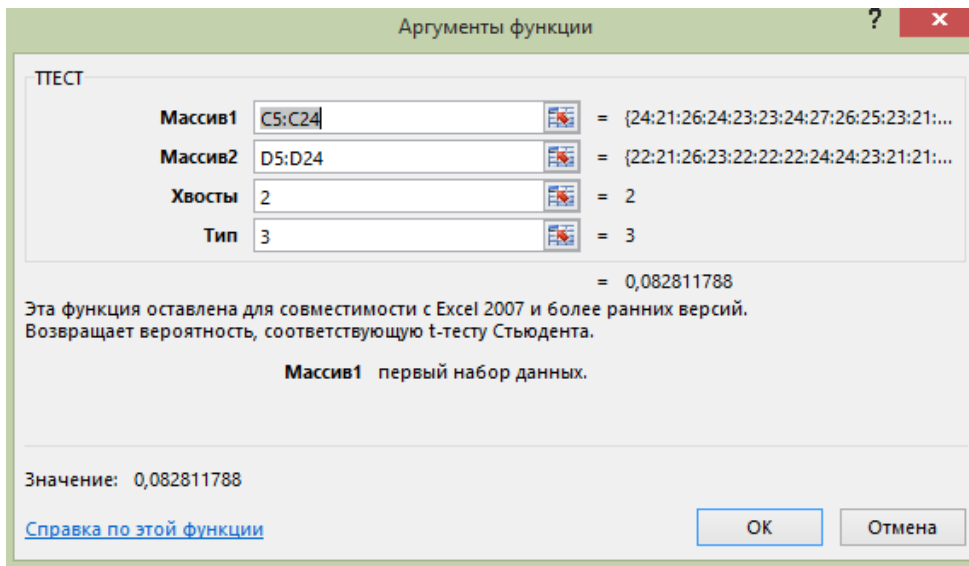 Аргументы функции
?
ТТЕСТ
Массив1 C5:C24 = {24:21:26:24:23:23:24:27:26:25:23:21:...
Массив2 D5:D24 = {22:21:26:23:22:22:22:24:24:23:21:21:...
Хвосты 2 = 2
Тип 3 = 3
= 0,082811788
Эта функция оставлена для совместимости с Excel 2007 и более ранних версий.
Возвращает вероятность, соответствующую t-тесту Стьюдента.
Массив1 первый набор данных.
Значение: 0,082811788
Справка по этой функции
ОК
Отмена